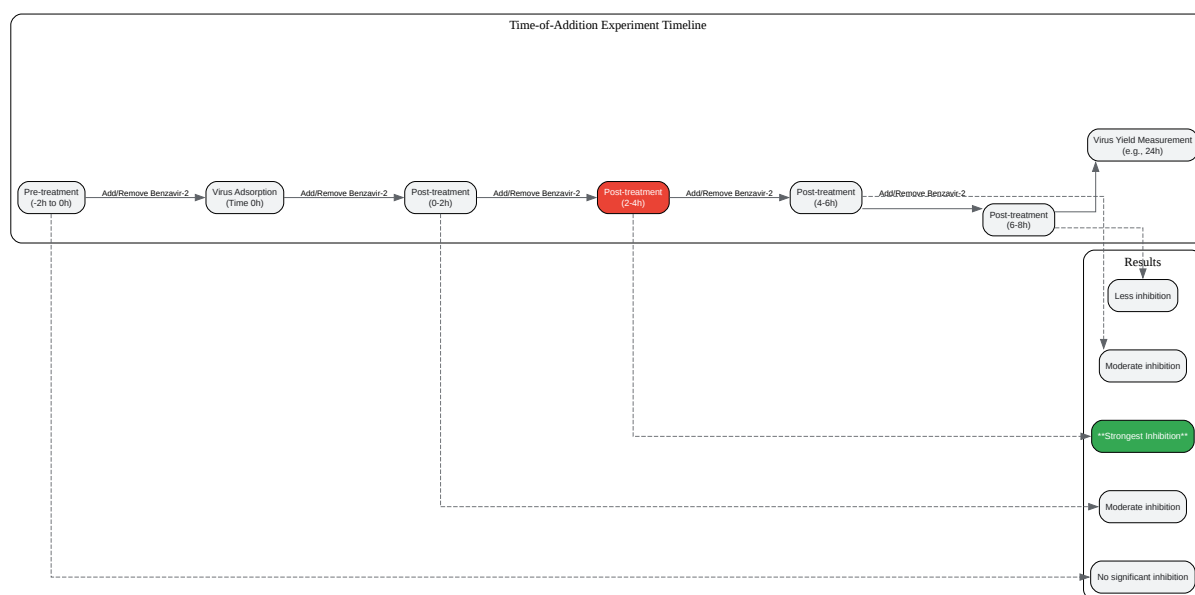 Time-of-Addition Experiment Timeline
Virus Yield Measurement
(e.g., 24h)
Pre-treatment
(-2h to 0h)
Add/Remove Benzavir-2
Virus Adsorption
(Time 0h)
Add/Remove Benzavir-2
Post-treatment
(0-2h)
Add/Remove Benzavir-2
Post-treatment
(2-4h)
Add/Remove Benzavir-2
Post-treatment
(4-6h)
Add/Remove Benzavir-2
Post-treatment
(6-8h)
Results
Less inhibition
Moderate inhibition
**Strongest Inhibition**
Moderate inhibition
No significant inhibition